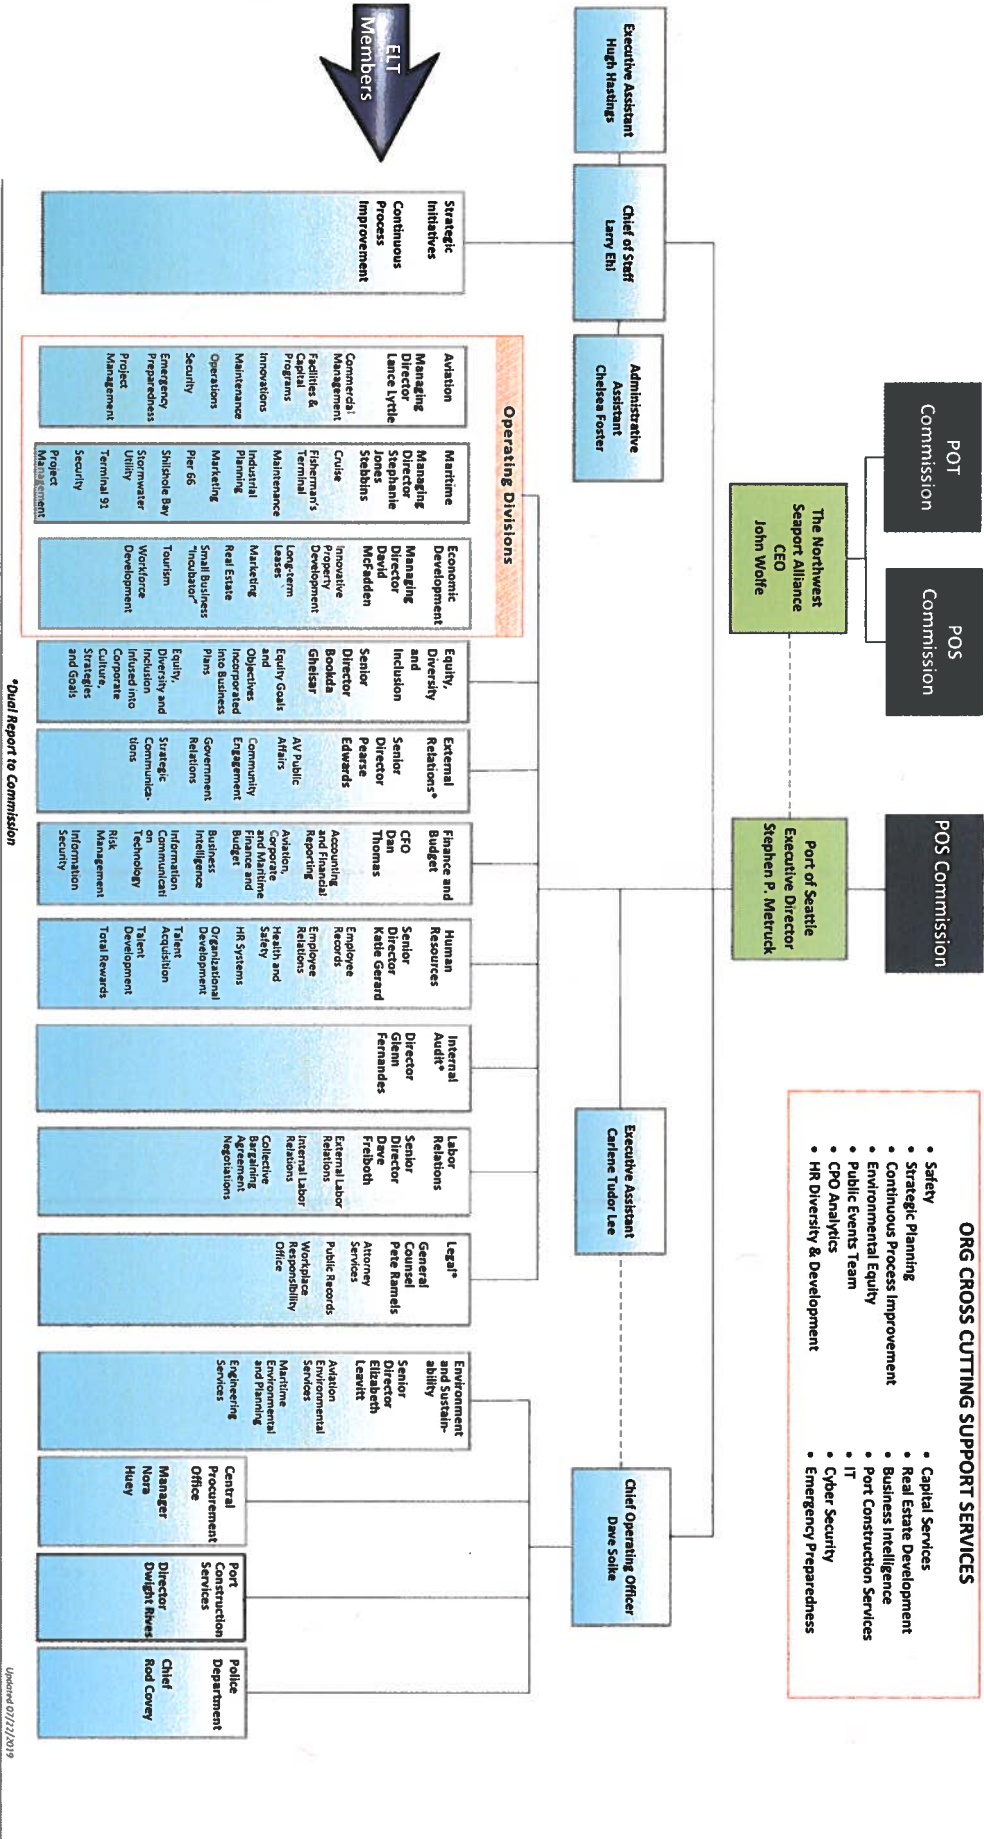 POT
Commission
POS
Commission
POS Commission
The Northwest
Seaport Alliance
CEO
John Wolfe
Port of Seattle
Executive Director
Stephen P. Metruck
ORG CROSS CUTTING SUPPORT SERVICES
• Safety
• Strategic Planning
• Continuous Process Improvement
• Environmental Equity
• Public Events Team
• CPO Analytics
• HR Diversity & Development
• Capital Services
• Real Estate Development
• Business Intelligence
• Port Construction Services
• IT
• Cyber Security
• Emergency Preparedness
Executive Assistant
Hugh Hastings
Chief of Staff
Larry Ehl
Administrative
Assistant
Chelsea Foster
Executive Assistant
Carlene Tudor Lee
Chief Operating Officer
Dave Soike
ELT
Members
Strategic
Initiatives
Continuous
Process
Improvement
Operating Divisions
Aviation
Managing
Director
Lance Lyttle
Commercial
Management
Facilities &
Capital
Programs
Innovations
Maintenance
Operations
Security
Emergency
Preparedness
Project
Management
Maritime
Managing
Director
Stephanie
Jones
Stebbins
Cruise
Fisherman's
Terminal
Maintenance
Industrial
Planning
Marketing
Pier 66
Shilshole Bay
Stormwater
Utility
Terminal 91
Security
Project
Management
Economic
Development
Managing
Director
David
McFadden
Innovative
Property
Development
Long-term
Leases
Marketing
Real Estate
Small Business
"Incubator"
Tourism
Workforce
Development
Equity,
Diversity
and
Inclusion
Senior
Director
Bookda
Gheisar
Equity Goals
and
Objectives
Incorporated
into Business
Plans
Equity,
Diversity and
Inclusion
Infused into
Corporate
Culture,
Strategies
and Goals
External
Relations*
Senior
Director
Pearse
Edwards
AV Public
Affairs
Community
Engagement
Government
Relations
Strategic
Communica-
tions
Finance and
Budget
CFO
Dan
Thomas
Accounting
and Financial
Reporting
Aviation,
Corporate
and Maritime
Finance and
Budget
Business
Intelligence
Information
Communicati
on
Technology
Risk
Management
Information
Security
Human
Resources
Senior
Director
Katie Gerard
Employee
Records
Employee
Relations
Health and
Safety
HR Systems
Organizational
Development
Talent
Acquisition
Talent
Development
Total Rewards
Internal
Audit*
Director
Glenn
Fernandes
Labor
Relations
Senior
Director
Dave
Freiboth
External Labor
Relations
Internal Labor
Relations
Collective
Bargaining
Agreement
Negotiations
Legal*
General
Counsel
Pete Ramels
Attorney
Services
Public Records
Workplace
Responsibility
Office
Environment
and Sustain-
ability
Senior
Director
Elizabeth
Leavitt
Aviation
Environmental
Services
Maritime
Environmental
and Planning
Engineering
Services
Central
Procurement
Office
Manager
Nora
Huey
Port
Construction
Services
Director
Dwight Rives
Police
Department
Chief
Rod Covey
*Dual Report to Commission
Updated 07/22/2019